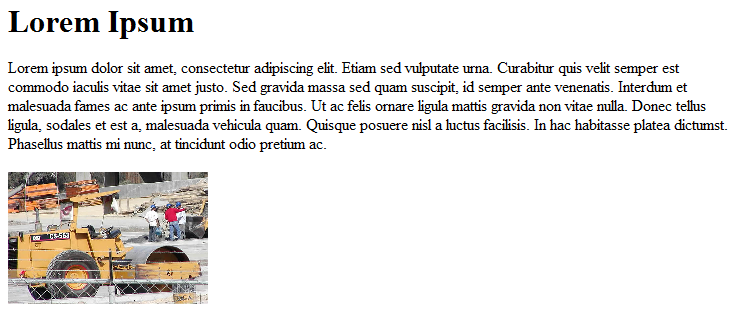 Lorem Ipsum
Lorem ipsum dolor sit amet, consectetur adipiscing elit. Etiam sed vulputate urna. Curabitur quis velit semper est
commodo iaculis vitae sit amet justo. Sed gravida massa sed quam suscipit, id semper ante venenatis. Interdum et
malesuada fames ac ante ipsum primis in faucibus. Ut ac felis ornare ligula mattis gravida non vitae nulla. Donec tellus
ligula, sodales et est a, malesuada vehicula quam. Quisque posuere nisl a luctus facilisis. In hac habitasse platea dictumst.
Phasellus mattis mi nunc, at tincidunt odio pretium ac.